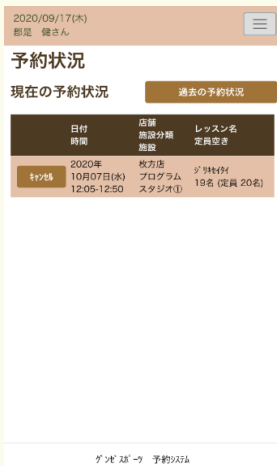 2020/09/17(木)
郡是　健さん
予約状況
現在の予約状況
過去の予約状況
日付
時間
店舗
施設分類
施設
レッスン名
定員空き
ｷｬﾝｾﾙ
2020年
10月07日(水)
12:05-12:50
枚方店
プログラム
スタジオ①
ｼﾞﾘｷｾｲﾀｲ
19名 (定員 20名)
ｸﾞﾝｾﾞｽﾎﾟｰﾂ　予約ｼｽﾃﾑ